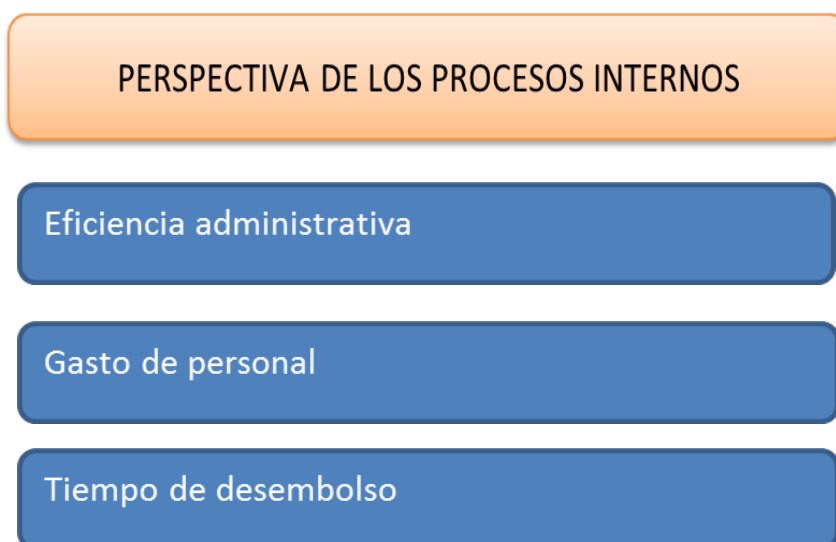 PERSPECTIVA DE LOS PROCESOS INTERNOS
Eficiencia administrativa
Gasto de personal
Tiempo de desembolso